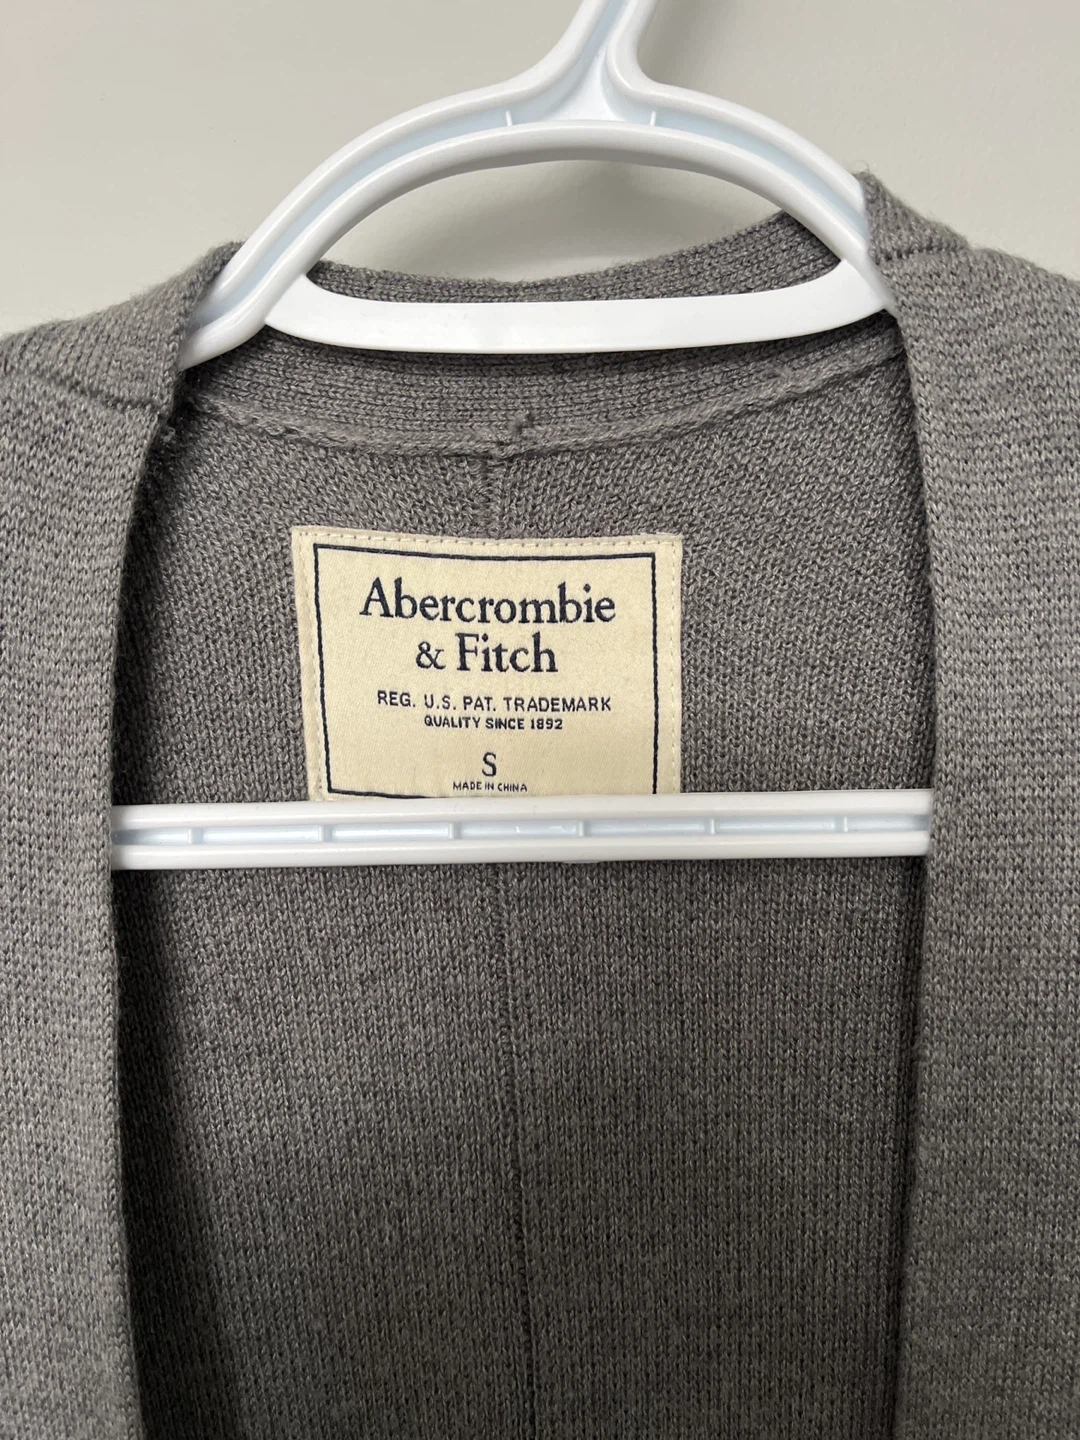 Abercrombie
& Fitch
REG. U.S. PAT. TRADEMARK
QUALITY SINCE 1892
S
MADE IN CHINA